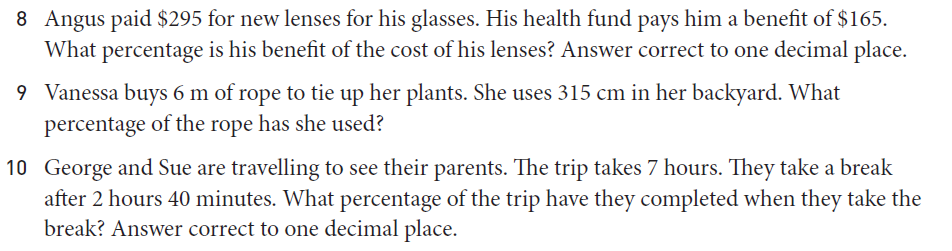 8 Angus paid $295 for new lenses for his glasses. His health fund pays him a benefit of $165.
What percentage is his benefit of the cost of his lenses? Answer correct to one decimal place.
9 Vanessa buys 6 m of rope to tie up her plants. She uses 315 cm in her backyard. What
percentage of the rope has she used?
10 George and Sue are travelling to see their parents. The trip takes 7 hours. They take a break
after 2 hours 40 minutes. What percentage of the trip have they completed when they take the
break? Answer correct to one decimal place.